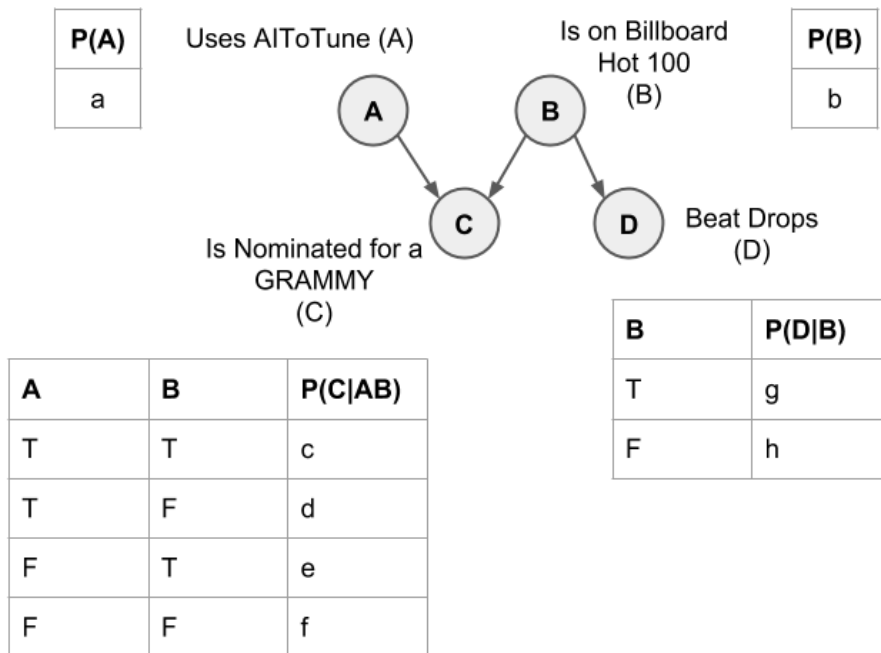 P(A)
a
Uses AIToTune (A)
Is on Billboard
Hot 100
(B)
P(B)
b
A
B
C
D
Is Nominated for a
GRAMMY
(C)
Beat Drops
(D)
B P(D|B)
T g
F h
A B P(C|AB)
T T c
T F d
F T e
F F f